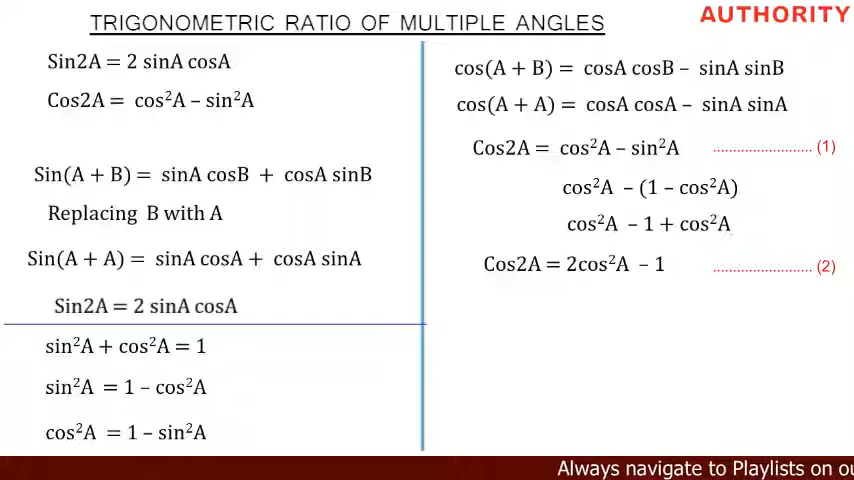 TRIGONOMETRIC RATIO OF MULTIPLE ANGLES
AUTHORITY
Sin2A = 2 sinA cosA
Cos2A = cos²A – sin²A
Sin(A + B) = sinA cosB + cosA sinB
Replacing B with A
Sin(A + A) = sinA cosA + cosA sinA
Sin2A = 2 sinA cosA
sin²A + cos²A = 1
sin²A = 1 – cos²A
cos²A = 1 – sin²A
cos(A + B) = cosA cosB – sinA sinB
cos(A + A) = cosA cosA – sinA sinA
Cos2A = cos²A – sin²A ......................... (1)
cos²A – (1 – cos²A)
cos²A – 1 + cos²A
Cos2A = 2cos²A – 1 ......................... (2)
Always navigate to Playlists on